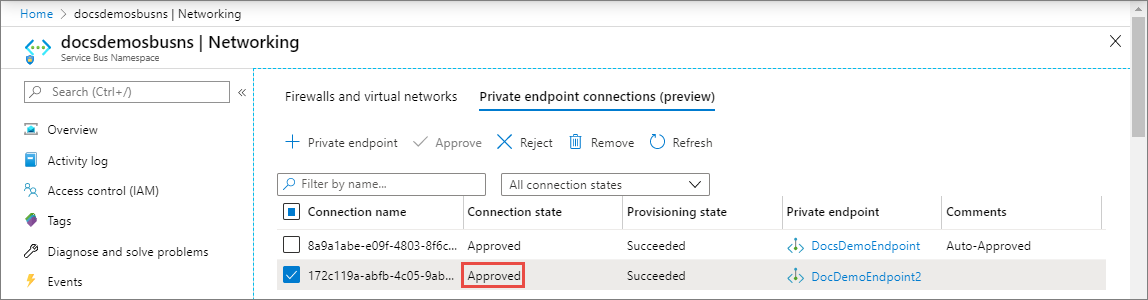 Home > docsdemosbusns | Networking
docsdemosbusns | Networking
Service Bus Namespace
Search (Ctrl+/)
Overview
Activity log
Access control (IAM)
Tags
Diagnose and solve problems
Events
Firewalls and virtual networks Private endpoint connections (preview)
Private endpoint Approve Reject Remove Refresh
Filter by name... All connection states
Connection name Connection state Provisioning state Private endpoint Comments
8a9a1abe-e09f-4803-8f6c... Approved Succeeded DocsDemoEndpoint Auto-Approved
172c119a-abfb-4c05-9ab... Approved Succeeded DocDemoEndpoint2